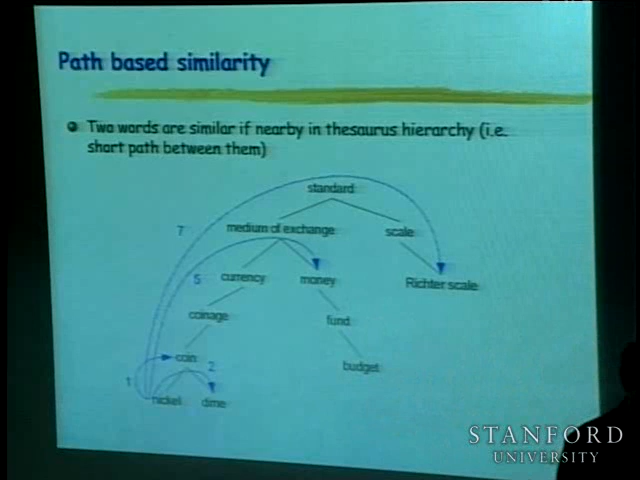 Path based similarity
Two words are similar if nearby in thesaurus hierarchy (i.e.
short path between them)
standard
7
medium of exchange
scale
5
currency
money
Richter scale
coinage
fund
coin
2
budget
1
nickel
dime
STANFORD
UNIVERSITY